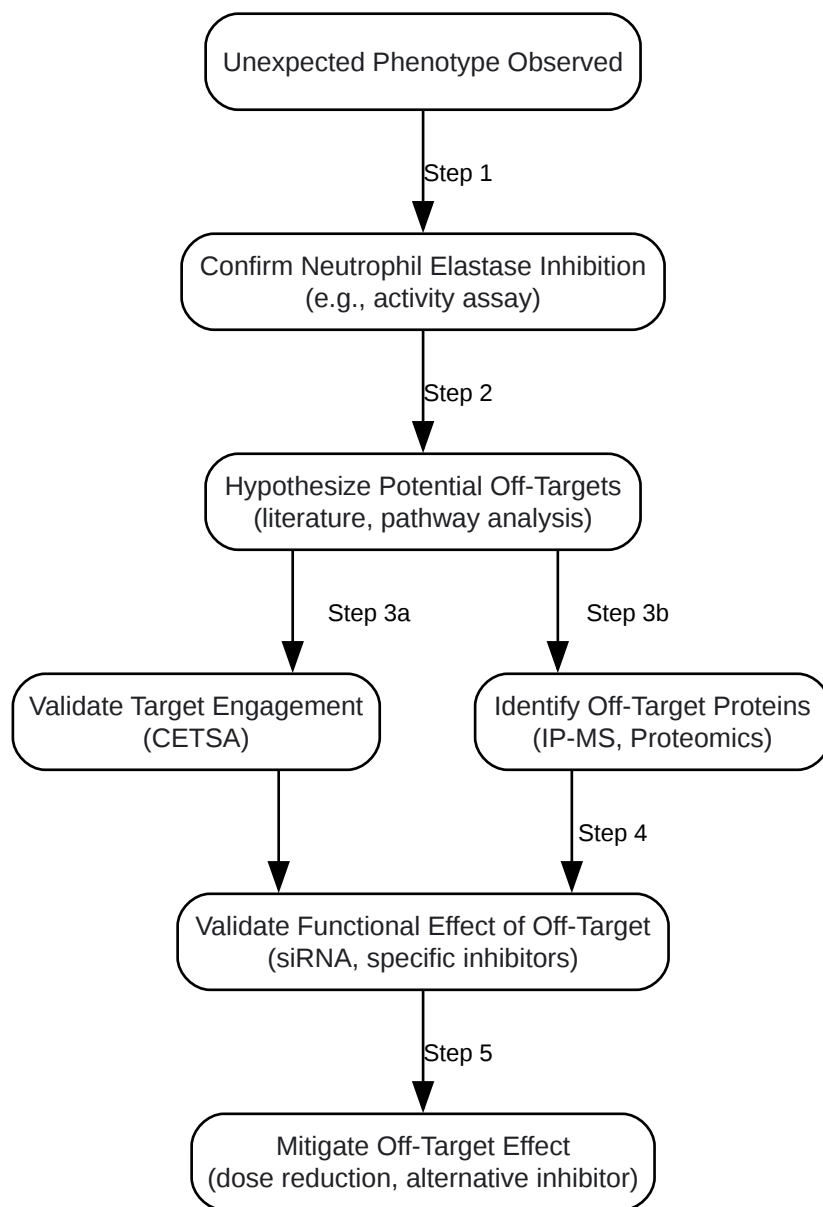 Unexpected Phenotype Observed
Step 1
Confirm Neutrophil Elastase Inhibition
(e.g., activity assay)
Step 2
Hypothesize Potential Off-Targets
(literature, pathway analysis)
Step 3a
Step 3b
Validate Target Engagement
(CETSA)
Identify Off-Target Proteins
(IP-MS, Proteomics)
Step 4
Validate Functional Effect of Off-Target
(siRNA, specific inhibitors)
Step 5
Mitigate Off-Target Effect
(dose reduction, alternative inhibitor)